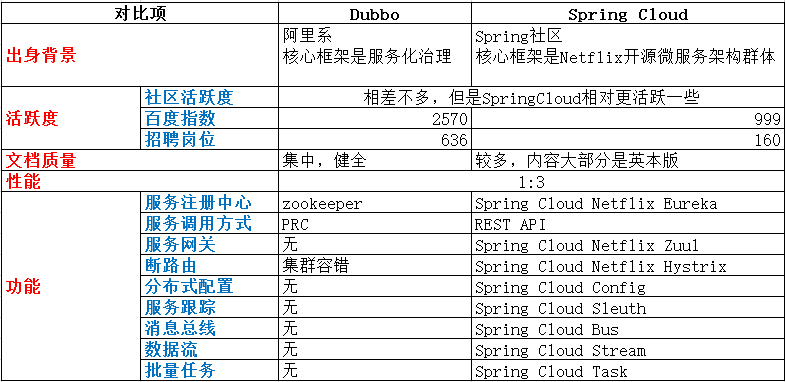 对比项 Dubbo Spring Cloud
出身背景 阿里系 Spring社区
核心框架是服务化治理 核心框架是Netflix开源微服务架构群体
活跃度 社区活跃度 相差不多，但是SpringCloud相对更活跃一些
百度指数 2570 999
招聘岗位 636 160
文档质量 集中，健全 较多，内容大部分是英本版
性能 1:3
功能 服务注册中心 zookeeper Spring Cloud Netflix Eureka
服务调用方式 PRC REST API
服务网关 无 Spring Cloud Netflix Zuul
断路由 集群容错 Spring Cloud Netflix Hystrix
分布式配置 无 Spring Cloud Config
服务跟踪 无 Spring Cloud Sleuth
消息总线 无 Spring Cloud Bus
数据流 无 Spring Cloud Stream
批量任务 无 Spring Cloud Task